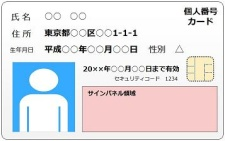 氏名 ○○ ○○
個人番号
カード
住所 東京都○○区○○1-1-1
生年月日 平成○○年○○月○○日 性別 △
20××年○○月○○日まで有効
セキュリティコード 1234
サインパネル領域